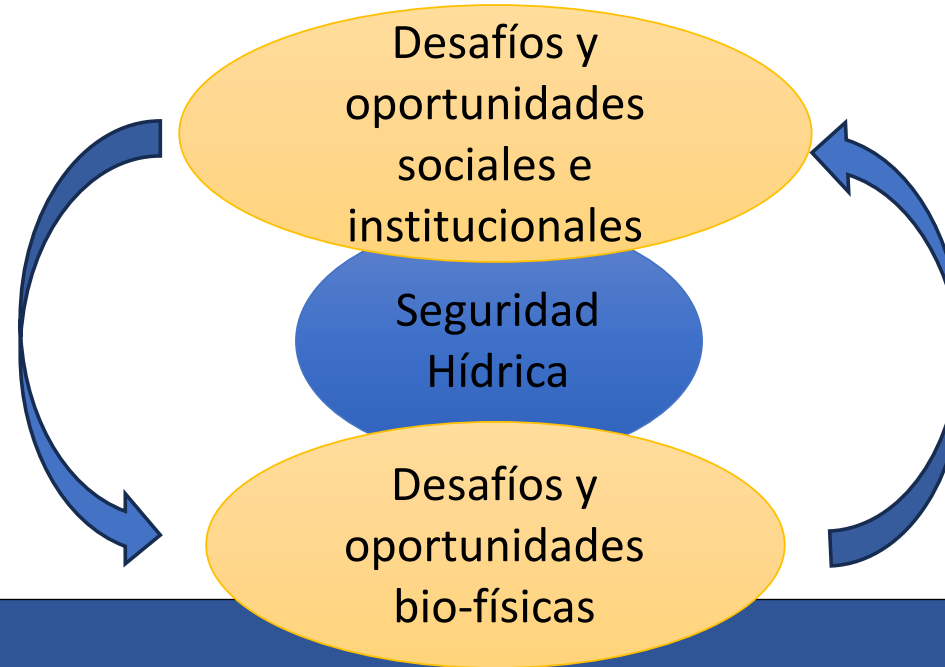 Desafíos y
oportunidades
sociales e
institucionales
Seguridad
Hídrica
Desafíos y
oportunidades
bio-físicas